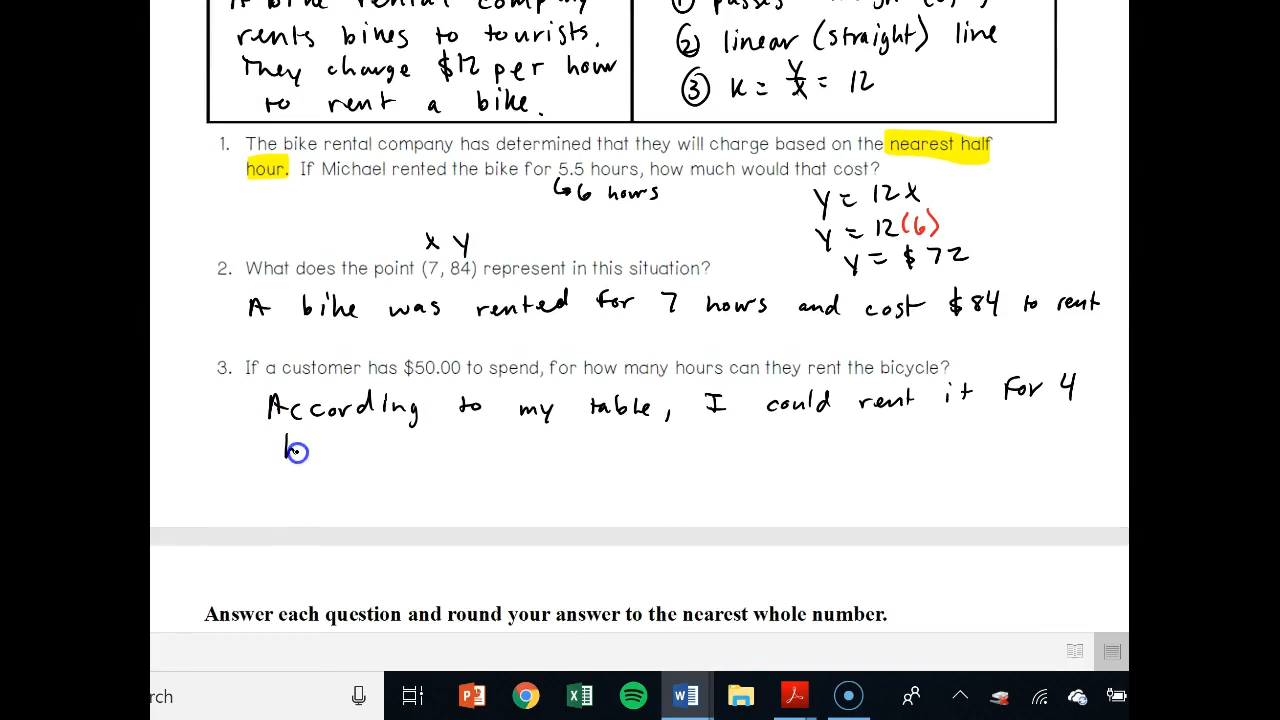 A bike rental company
rents bikes to tourists.
They charge $12 per hour
to rent a bike.
① passes
② linear (straight) line
③ K = y/x = 12
1. The bike rental company has determined that they will charge based on the nearest half
hour. If Michael rented the bike for 5.5 hours, how much would that cost?
↳ 6 hours
y = 12x
y = 12(6)
y = $72
x y
2. What does the point (7, 84) represent in this situation?
A bike was rented for 7 hours and cost $84 to rent
3. If a customer has $50.00 to spend, for how many hours can they rent the bicycle?
According to my table, I could rent it for 4
h
Answer each question and round your answer to the nearest whole number.
rch